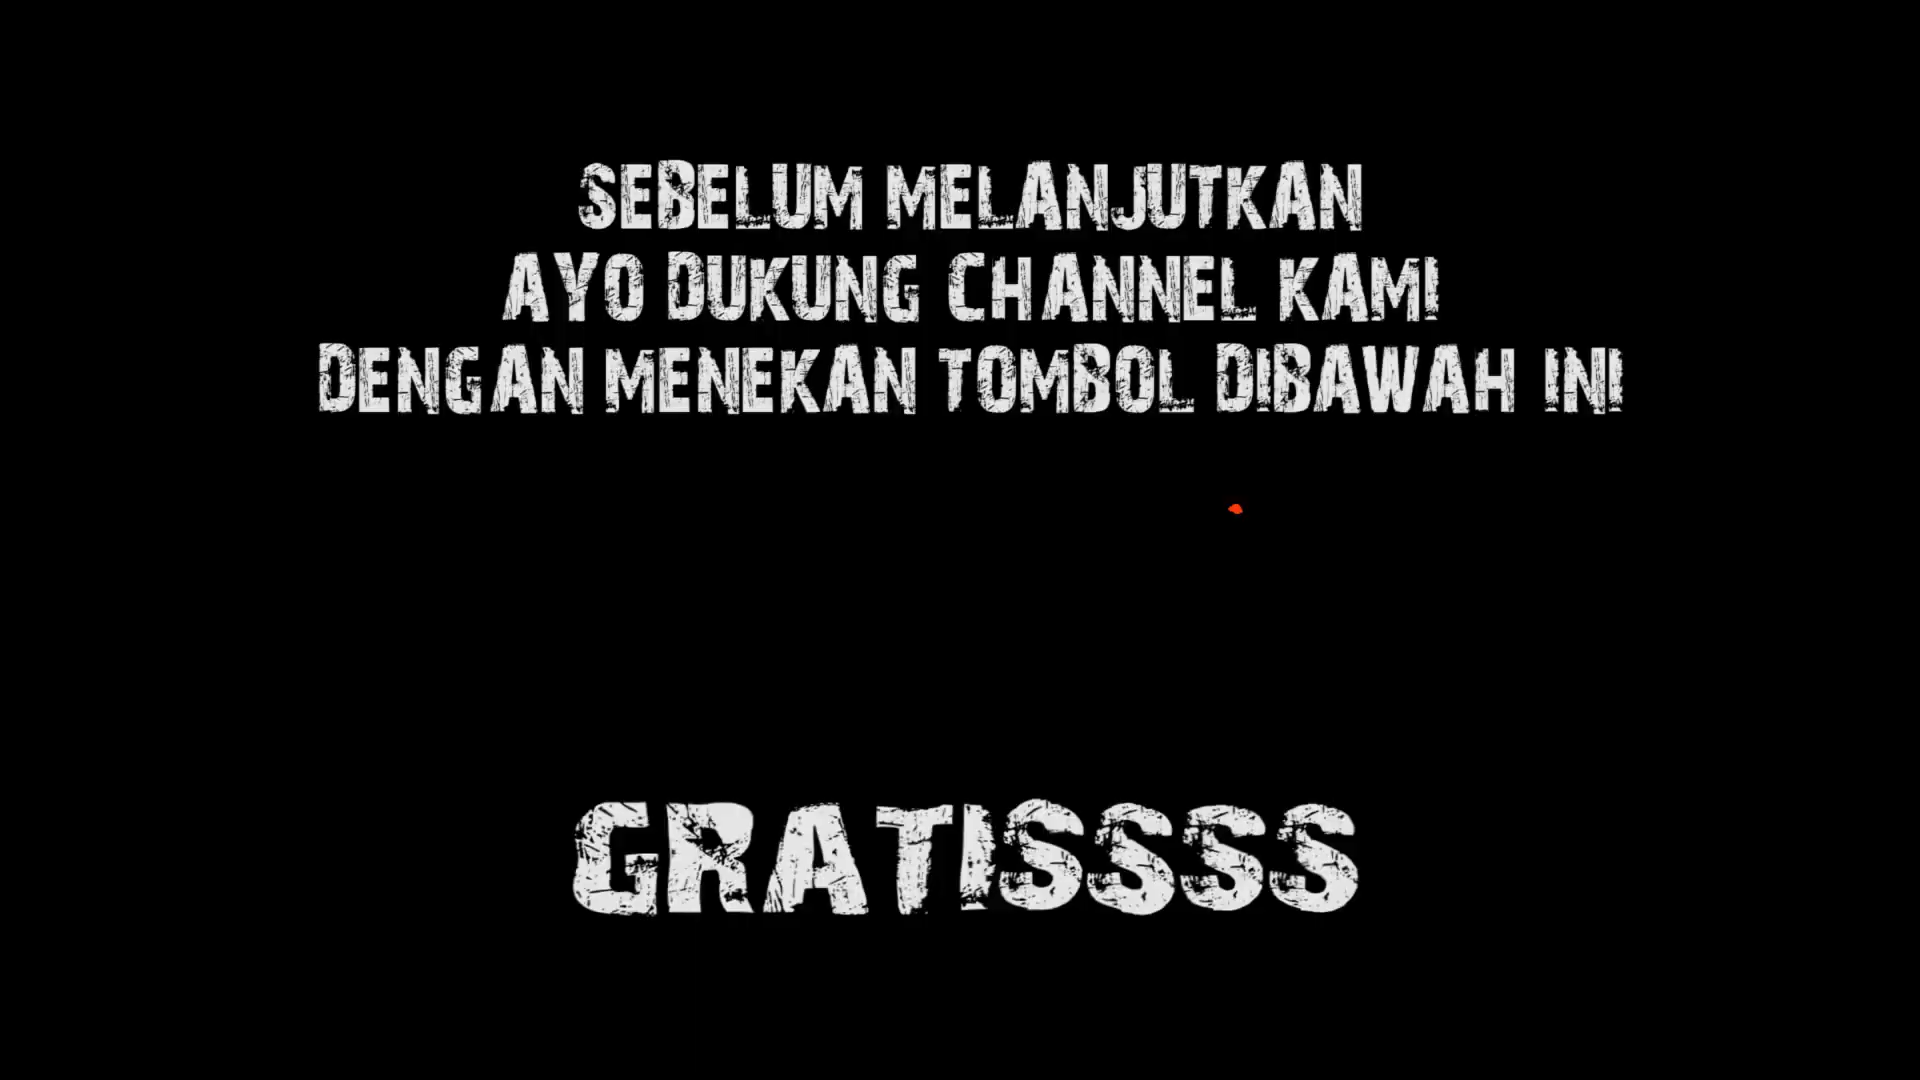 SEBELUM MELANJUTKAN
AYO DUKUNG CHANNEL KAMI
DENGAN MENEKAN TOMBOL DIBAWAH INI
GRATISSSS